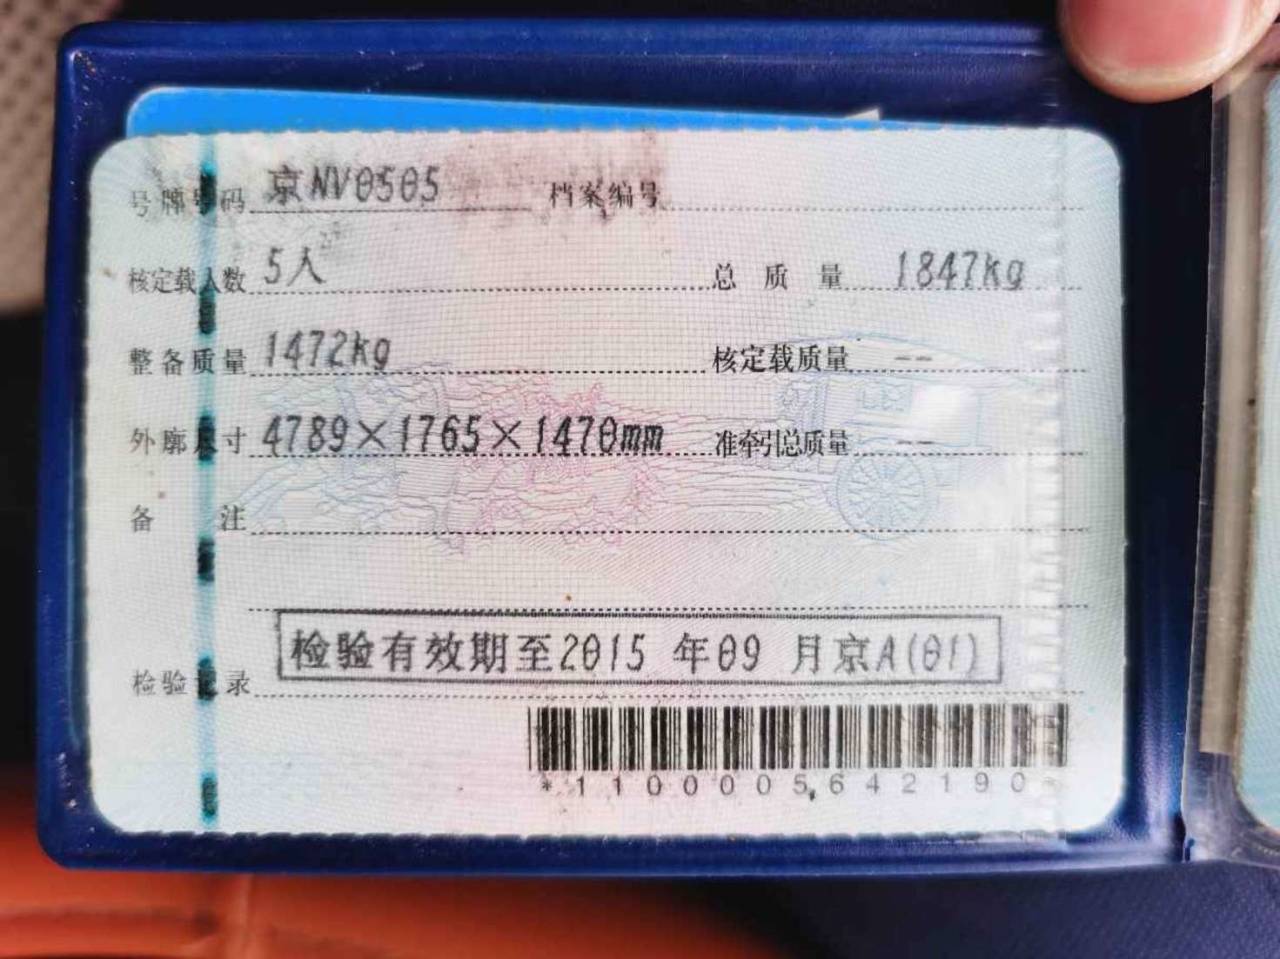 号牌号码 京NV0505 档案编号
核定载人数 5人 总质量 1847kg
整备质量 1472kg 核定载质量 --
外廓尺寸 4789×1765×1470mm 准牵引总质量 --
备注
检验有效期至2015 年09 月京A(01)
检验记录
*1100005642190*